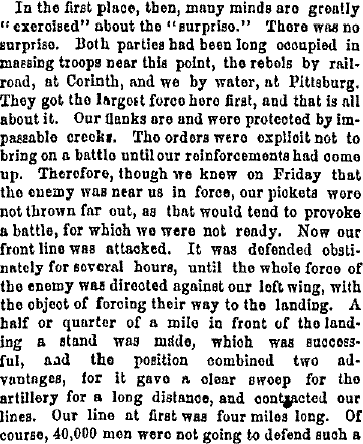 In the first place, then, many minds are greatly
"exercised" about the "surprise." There was no
surprise. Both parties had been long occupied in
massing troops near this point, the rebels by rail-
road, at Corinth, and we by water, at Pittsburg.
They got the largest force here first, and that is all
about it. Our flanks are and were protected by im-
passable creeks. The orders were explicit not to
bring on a battle until our reinforcements had come
up. Therefore, though we knew on Friday that
the enemy was near us in force, our pickets were
not thrown far out, as that would tend to provoke
a battle, for which we were not ready. Now our
front line was attacked. It was defended obsti-
nately for several hours, until the whole force of
the enemy was directed against our left wing, with
the object of forcing their way to the landing. A
half or quarter of a mile in front of the land-
ing a stand was made, which was success-
ful, and the position combined two ad-
vantages, for it gave a clear sweep for the
artillery for a long distance, and contracted our
lines. Our line at first was four miles long. Of
course, 40,000 men were not going to defend such a